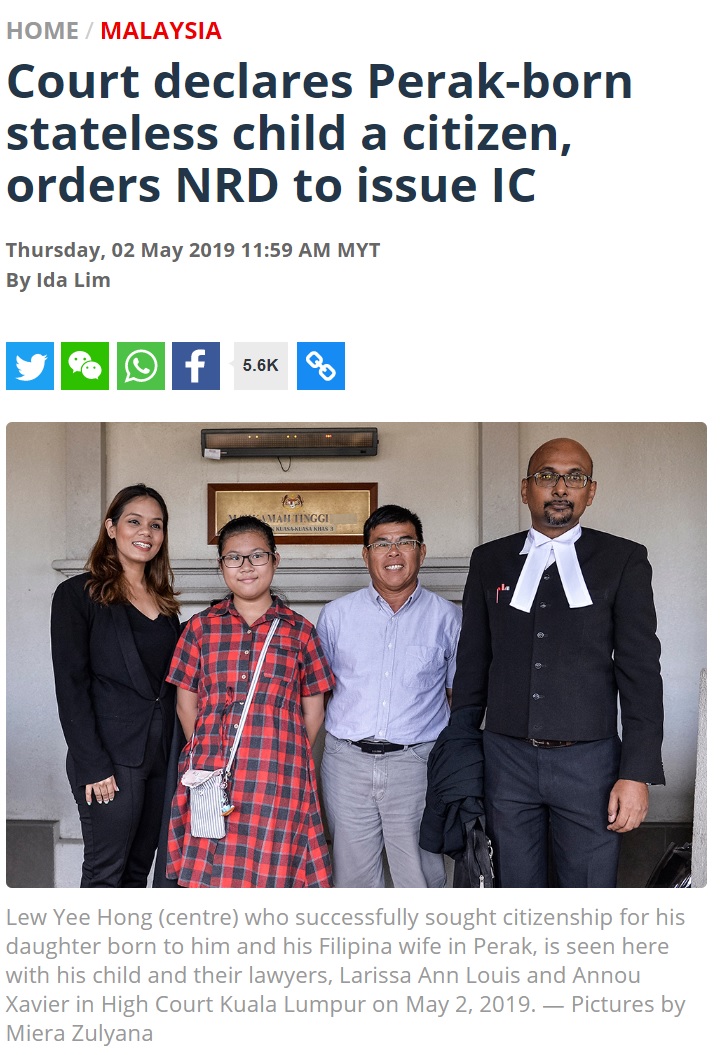 HOME / MALAYSIA
Court declares Perak-born
stateless child a citizen,
orders NRD to issue IC
Thursday, 02 May 2019 11:59 AM MYT
By Ida Lim
5.6K
TINGGI
Lew Yee Hong (centre) who successfully sought citizenship for his
daughter born to him and his Filipina wife in Perak, is seen here
with his child and their lawyers, Larissa Ann Louis and Annou
Xavier in High Court Kuala Lumpur on May 2, 2019. — Pictures by
Miera Zulyana